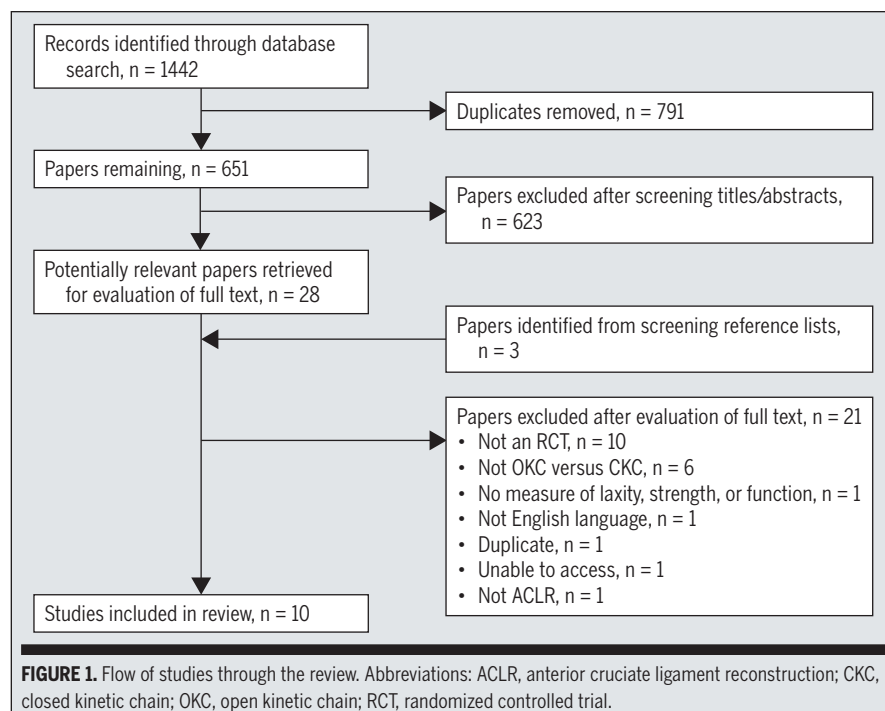 Records identified through database
search, n = 1442
Duplicates removed, n = 791
Papers remaining, n = 651
Papers excluded after screening titles/abstracts,
n = 623
Potentially relevant papers retrieved
for evaluation of full text, n = 28
Papers identified from screening reference lists,
n = 3
Papers excluded after evaluation of full text, n = 21
• Not an RCT, n = 10
• Not OKC versus CKC, n = 6
• No measure of laxity, strength, or function, n = 1
• Not English language, n = 1
• Duplicate, n = 1
• Unable to access, n = 1
• Not ACLR, n = 1
Studies included in review, n = 10
FIGURE 1. Flow of studies through the review. Abbreviations: ACLR, anterior cruciate ligament reconstruction; CKC,
closed kinetic chain; OKC, open kinetic chain; RCT, randomized controlled trial.